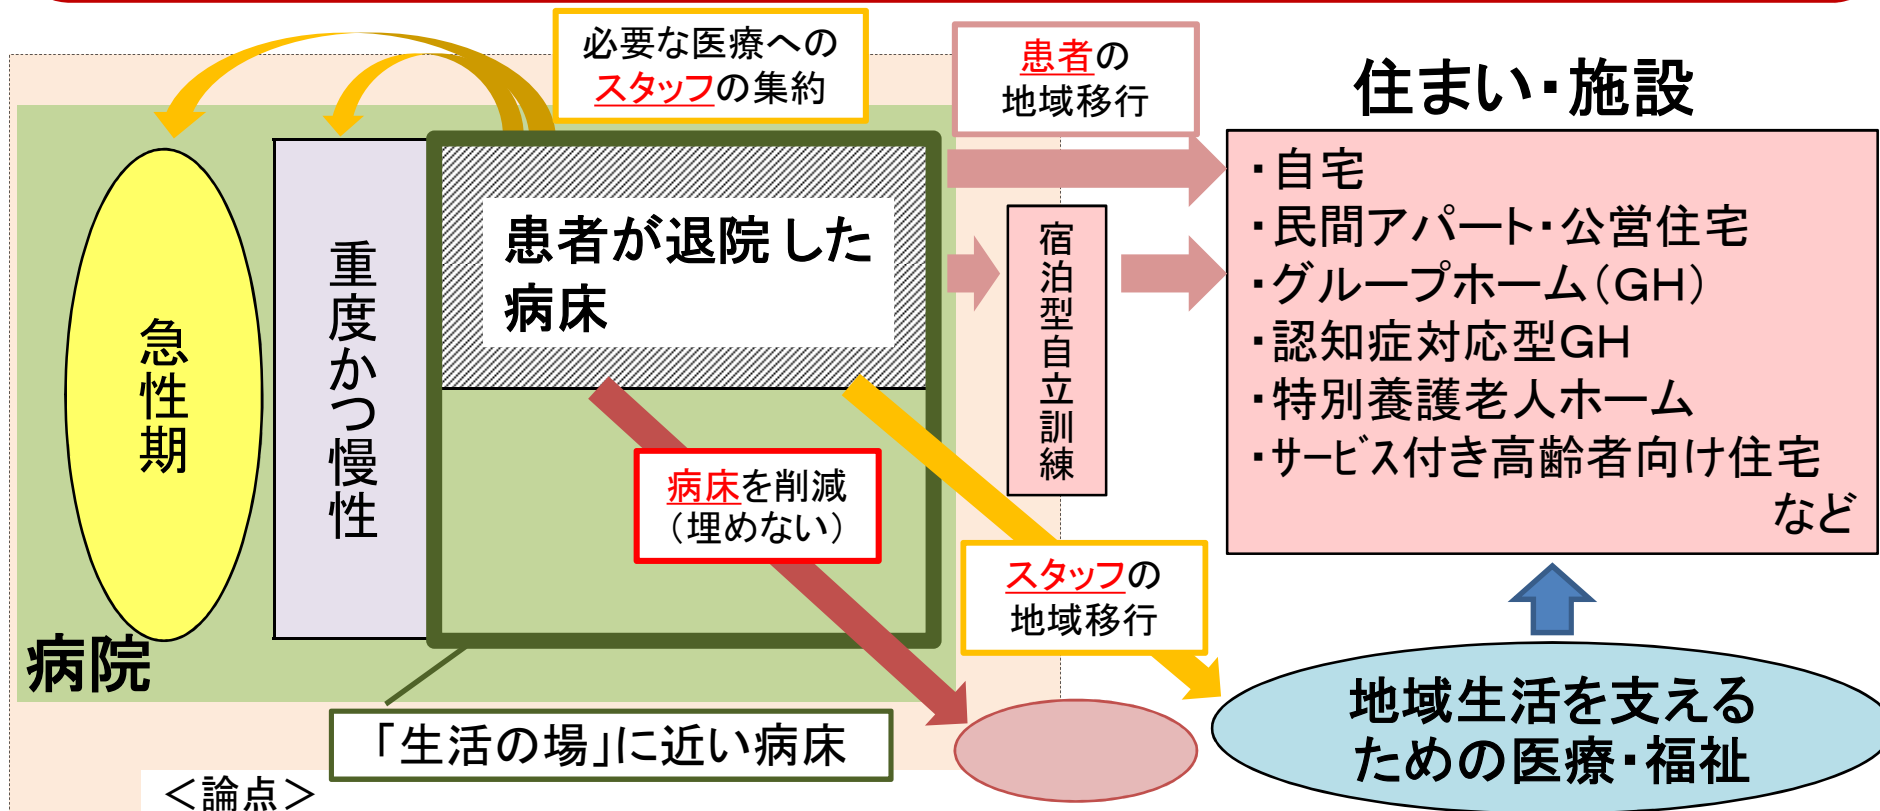 必要な医療への
スタッフの集約
患者の
地域移行
住まい・施設
・自宅
・民間アパート・公営住宅
・グループホーム（GH）
・認知症対応型GH
・特別養護老人ホーム
・サービス付き高齢者向け住宅
など
急性期
重度かつ慢性
患者が退院した
病床
宿泊型自立訓練
病床を削減
（埋めない）
スタッフの
地域移行
病院
「生活の場」に近い病床
地域生活を支える
ための医療・福祉
＜論点＞